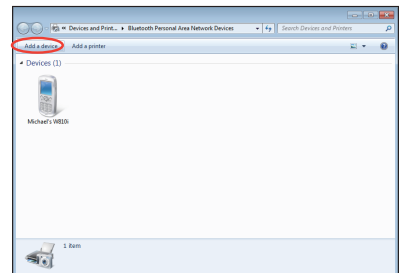 « Devices and Print... ▸ Bluetooth Personal Area Network Devices
Search Devices and Printers
Add a device
Add a printer
Devices (1)
Michael's W810i
1 item